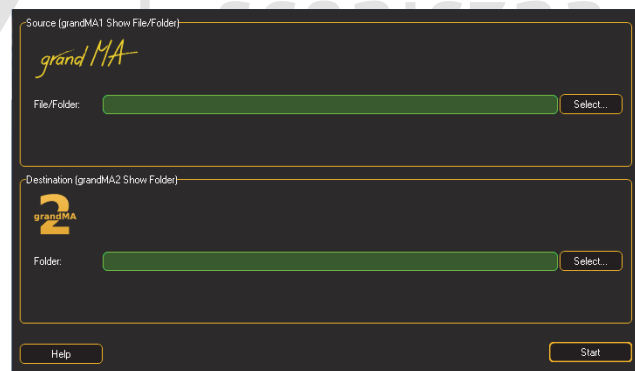 Source (grandMA1 Show File/Folder)
grand MA
File/Folder:
Select...
Destination (grandMA2 Show Folder)
2
grandMA
Folder:
Select...
Help
Start